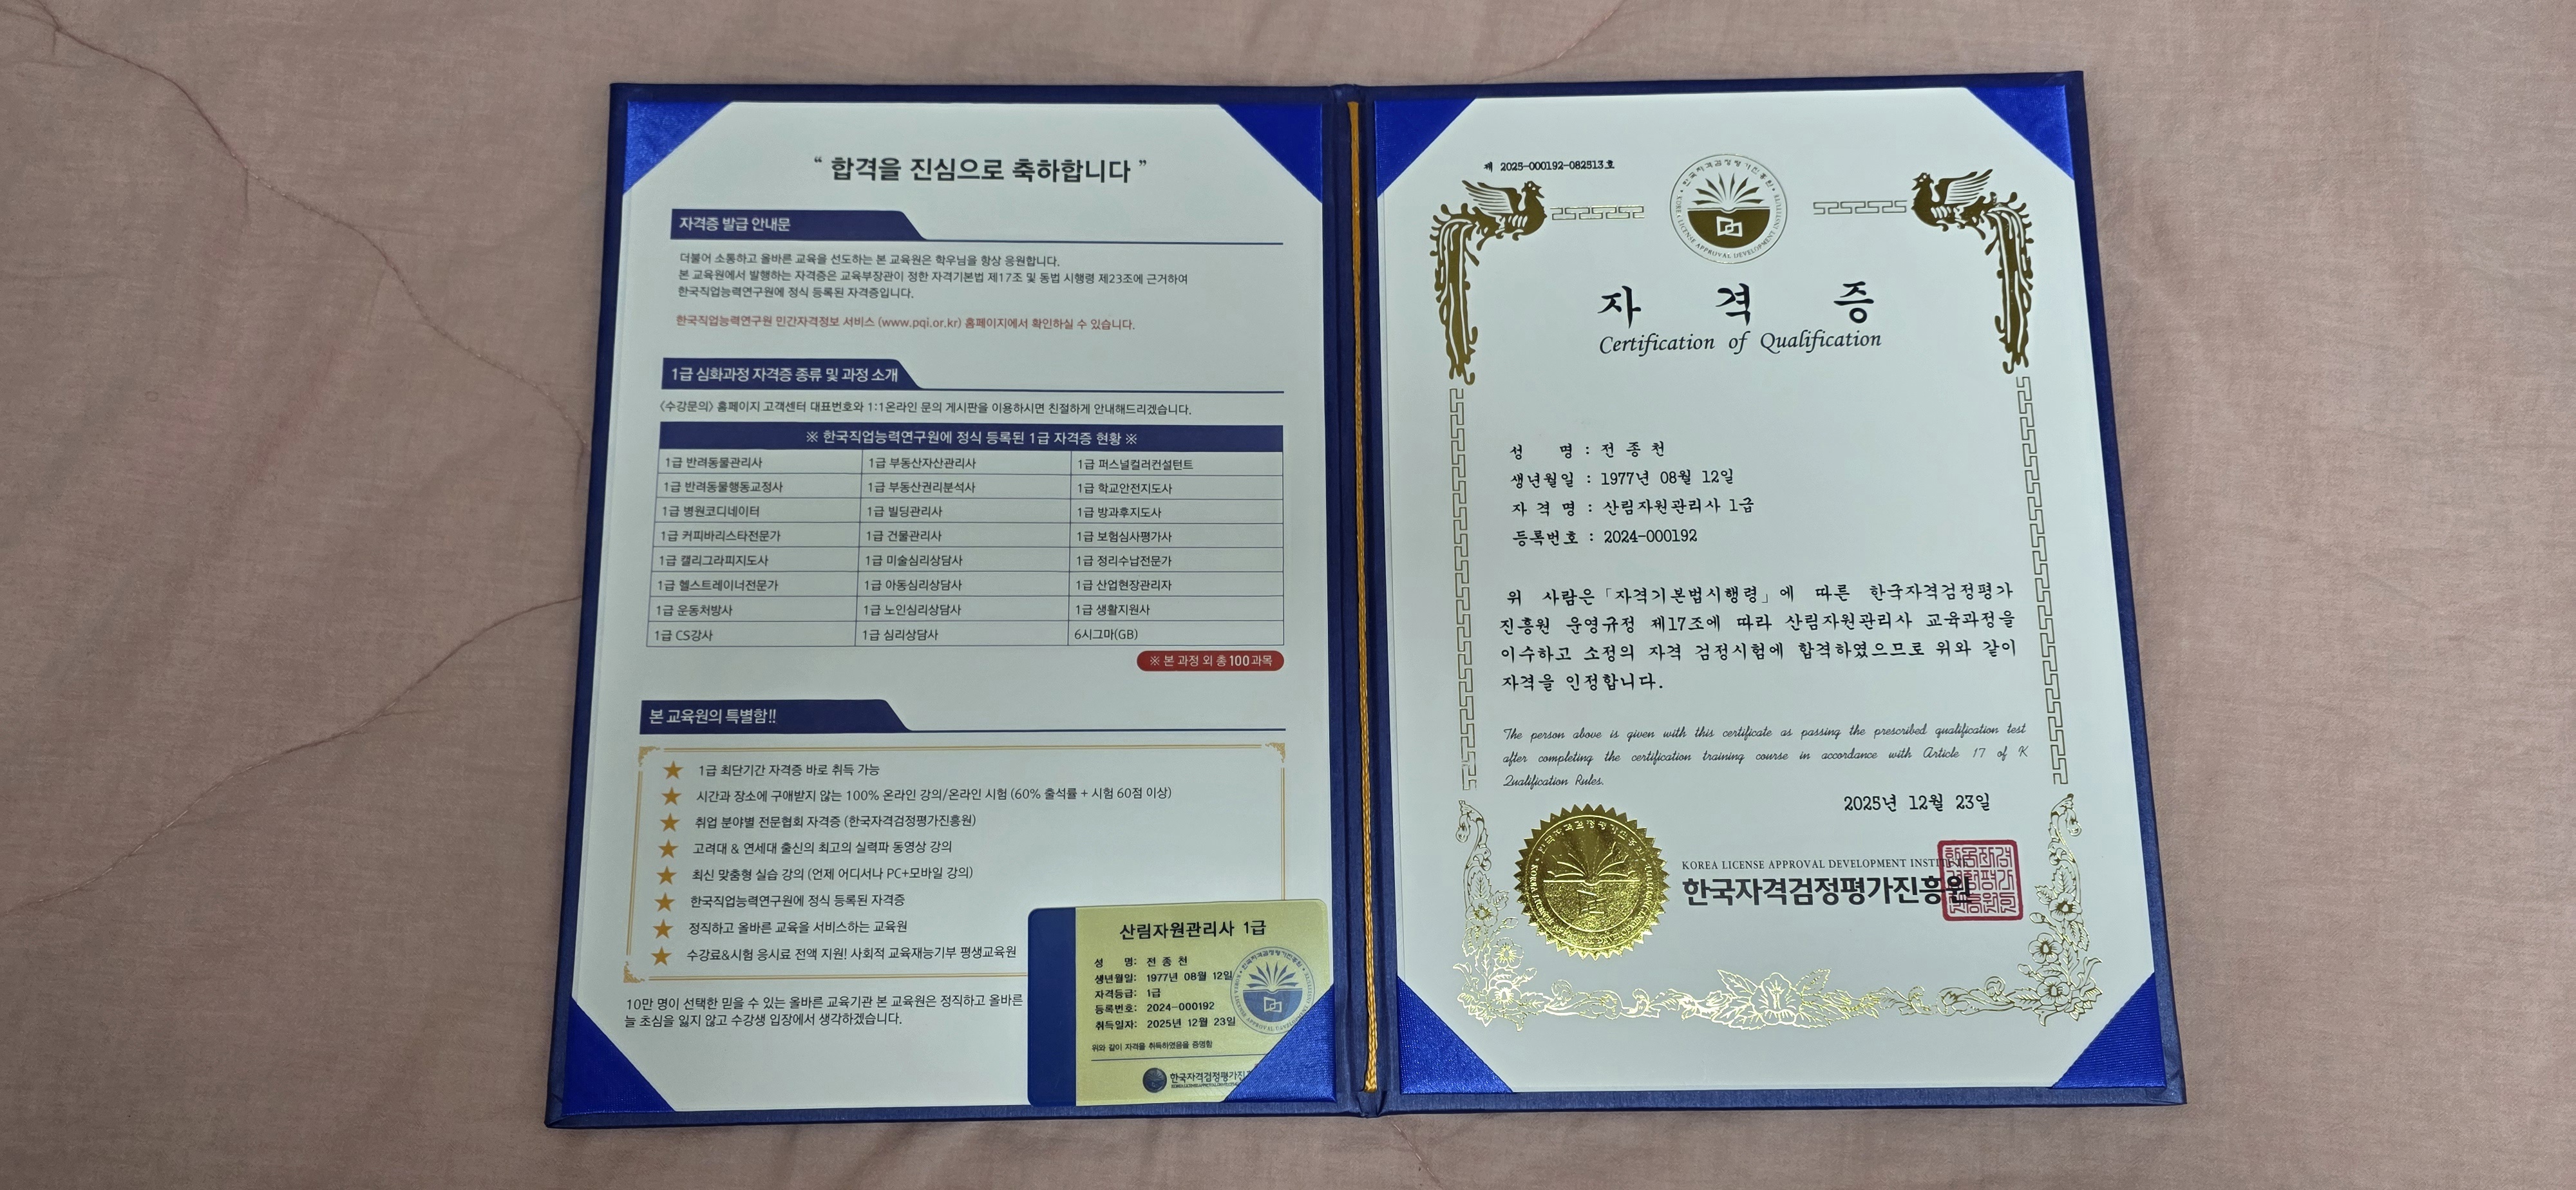 “ 합격을 진심으로 축하합니다 ”
자격증 발급 안내문
더불어 소통하고 올바른 교육을 선도하는 본 교육원은 학우님을 항상 응원합니다.
본 교육원에서 발행하는 자격증은 교육부장관이 정한 자격기본법 제17조 및 동법 시행령 제23조에 근거하여
한국직업능력연구원에 정식 등록된 자격증입니다.
한국직업능력연구원 민간자격정보 서비스 (www.pqi.or.kr) 홈페이지에서 확인하실 수 있습니다.
1급 심화과정 자격증 종류 및 과정 소개
<수강문의> 홈페이지 고객센터 대표번호와 1:1온라인 문의 게시판을 이용하시면 친절하게 안내해드리겠습니다.
※ 한국직업능력연구원에 정식 등록된 1급 자격증 현황 ※
1급 반려동물관리사 1급 부동산자산관리사 1급 퍼스널컬러컨설턴트
1급 반려동물행동교정사 1급 부동산권리분석사 1급 학교안전지도사
1급 병원코디네이터 1급 빌딩관리사 1급 방과후지도사
1급 커피바리스타전문가 1급 건물관리사 1급 보험심사평가사
1급 캘리그라피지도사 1급 미술심리상담사 1급 정리수납전문가
1급 헬스트레이너전문가 1급 아동심리상담사 1급 산업현장관리자
1급 운동처방사 1급 노인심리상담사 1급 생활지원사
1급 CS강사 1급 심리상담사 6시그마(GB)
※ 본 과정 외 총 100과목
본 교육원의 특별함!!
1급 최단기간 자격증 바로 취득 가능
시간과 장소에 구애받지 않는 100% 온라인 강의/온라인 시험 (60% 출석률 + 시험 60점 이상)
취업 분야별 전문협회 자격증 (한국자격검정평가진흥원)
고려대 & 연세대 출신의 최고의 실력파 동영상 강의
최신 맞춤형 실습 강의 (언제 어디서나 PC+모바일 강의)
한국직업능력연구원에 정식 등록된 자격증
정직하고 올바른 교육을 서비스하는 교육원
수강료&시험 응시료 전액 지원! 사회적 교육재능기부 평생교육원
10만 명이 선택한 믿을 수 있는 올바른 교육기관 본 교육원은 정직하고 올바른
늘 초심을 잃지 않고 수강생 입장에서 생각하겠습니다.
산림자원관리사 1급
성 명: 전 종 천
생년월일: 1977년 08월 12일
자격등급: 1급
등록번호: 2024-000192
취득일자: 2025년 12월 23일
위와 같이 자격을 취득하였음을 증명함
한국자격검정평가진
제 2025-000192-082513호
한국자격검정평가진흥원
KOREA LICENSE APPROVAL DEVELOPMENT INSTITUTE
자 격 증
Certification of Qualification
성 명 : 전 종 천
생년월일 : 1977년 08월 12일
자 격 명 : 산림자원관리사 1급
등록번호 : 2024-000192
위 사람은 「자격기본법시행령」에 따른 한국자격검정평가
진흥원 운영규정 제17조에 따라 산림자원관리사 교육과정을
이수하고 소정의 자격 검정시험에 합격하였으므로 위와 같이
자격을 인정합니다.
The person above is given with this certificate as passing the prescribed qualification test
after completing the certification training course in accordance with Article 17 of K
Qualification Rules.
2025년 12월 23일
KOREA LICENSE APPROVAL DEVELOPMENT INSTITUTE
한국자격검정평가진흥원